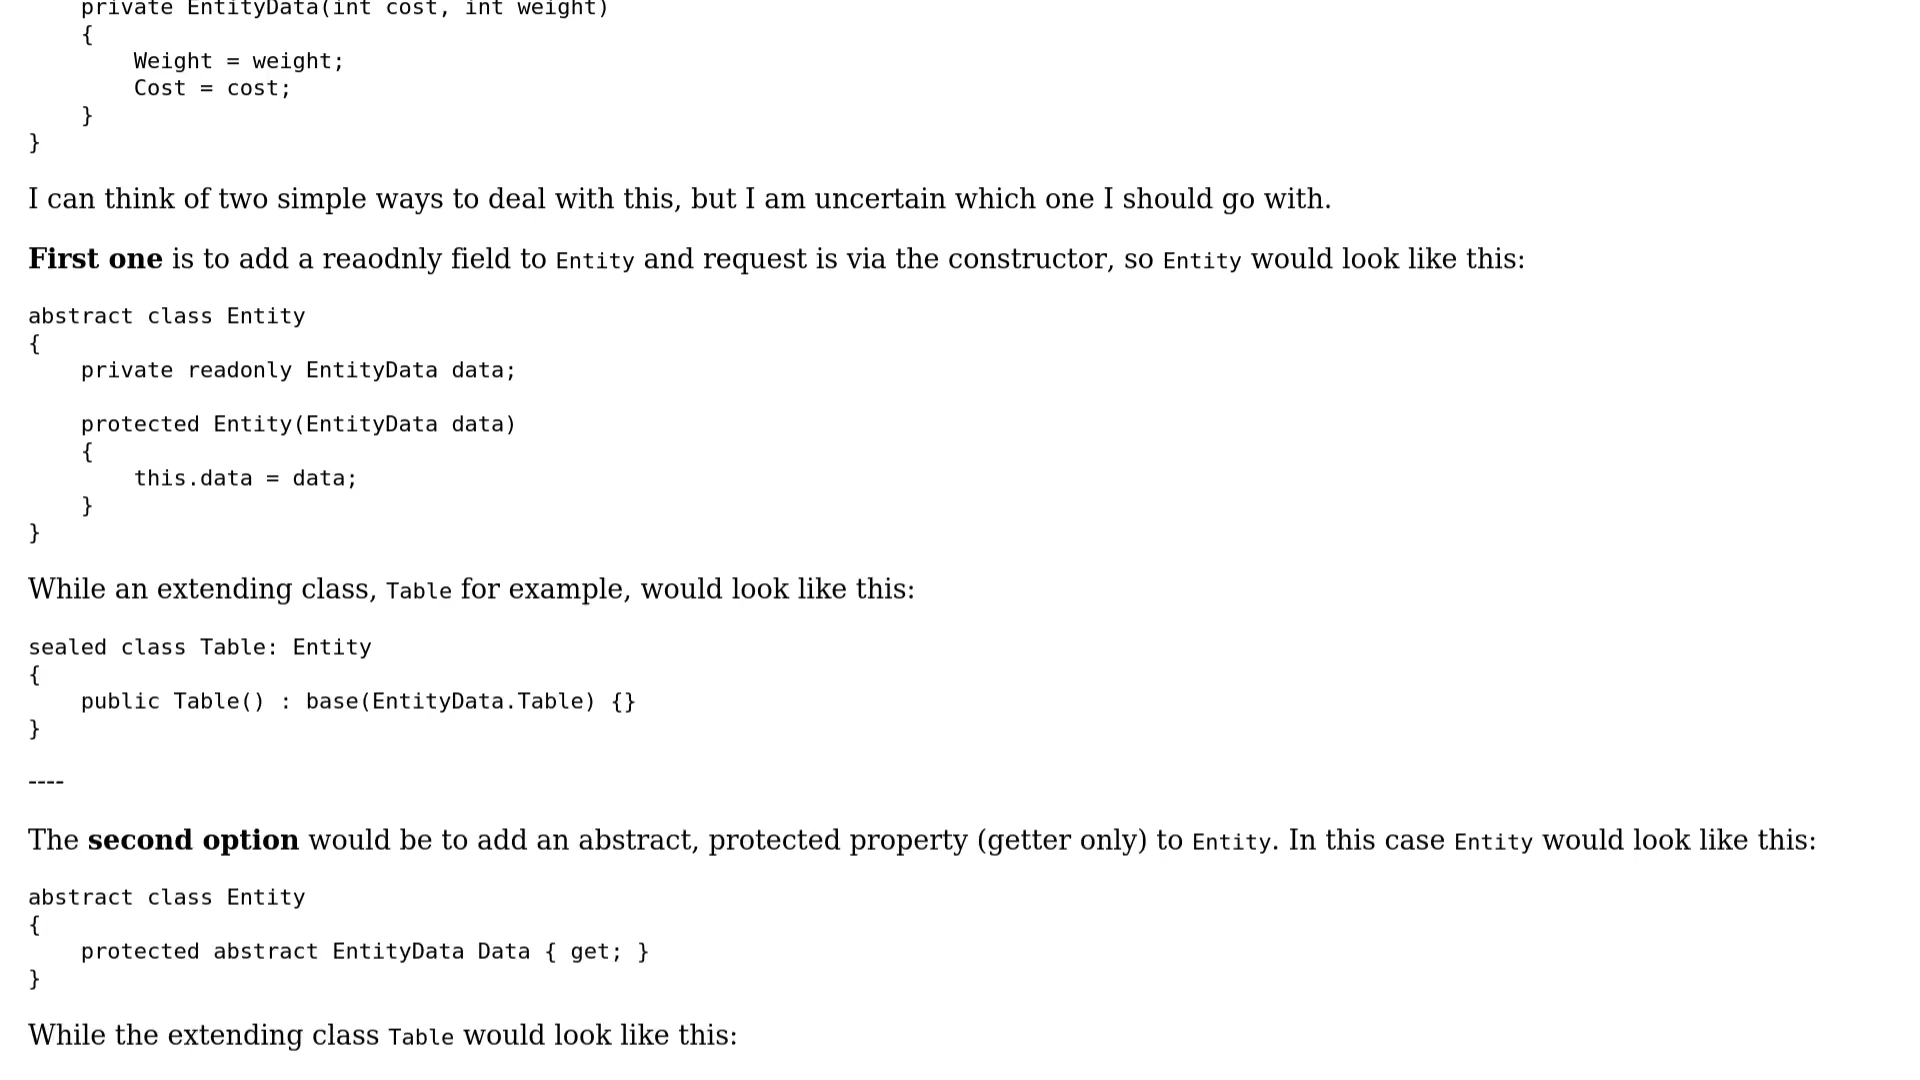 private EntityData(int cost, int weight)
    {
        Weight = weight;
        Cost = cost;
    }
}
I can think of two simple ways to deal with this, but I am uncertain which one I should go with.
First one is to add a reaodnly field to Entity and request is via the constructor, so Entity would look like this:
abstract class Entity
{
    private readonly EntityData data;
    protected Entity(EntityData data)
    {
        this.data = data;
    }
}
While an extending class, Table for example, would look like this:
sealed class Table: Entity
{
    public Table() : base(EntityData.Table) {}
}
----
The second option would be to add an abstract, protected property (getter only) to Entity. In this case Entity would look like this:
abstract class Entity
{
    protected abstract EntityData Data { get; }
}
While the extending class Table would look like this: